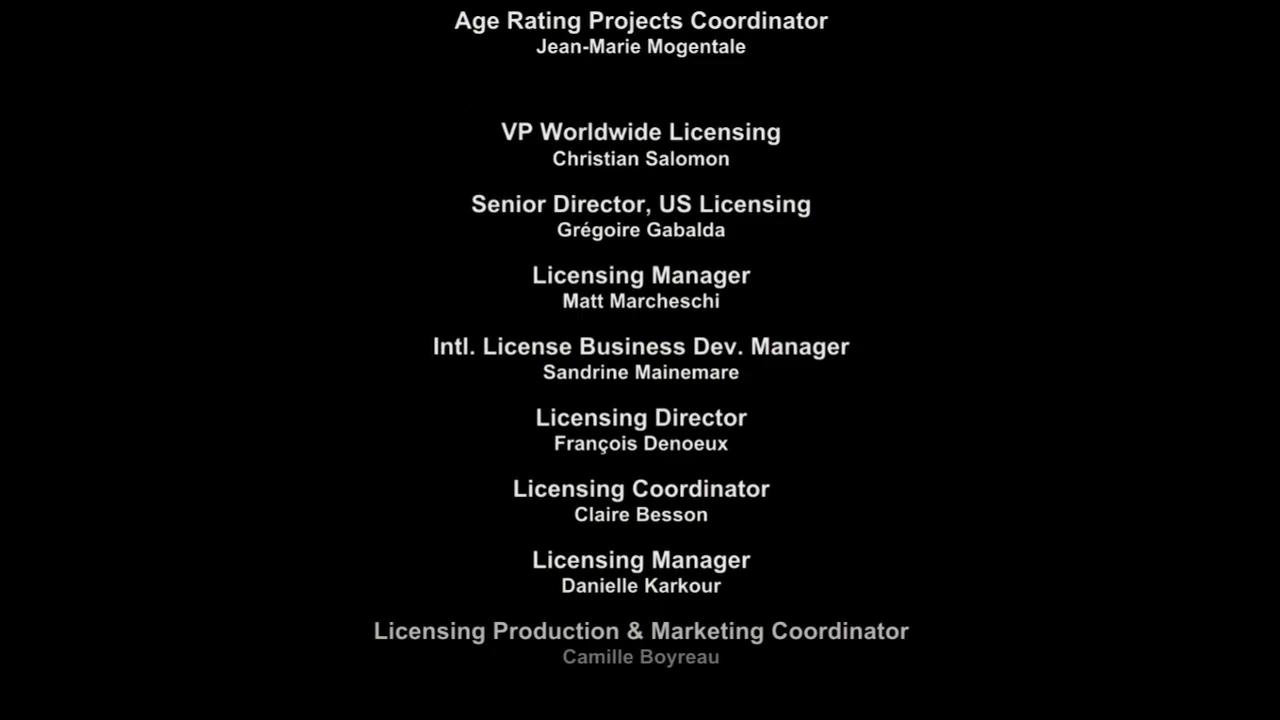 Age Rating Projects Coordinator
Jean-Marie Mogentale
VP Worldwide Licensing
Christian Salomon
Senior Director, US Licensing
Grégoire Gabalda
Licensing Manager
Matt Marcheschi
Intl. License Business Dev. Manager
Sandrine Mainemare
Licensing Director
François Denoeux
Licensing Coordinator
Claire Besson
Licensing Manager
Danielle Karkour
Licensing Production & Marketing Coordinator
Camille Boyreau